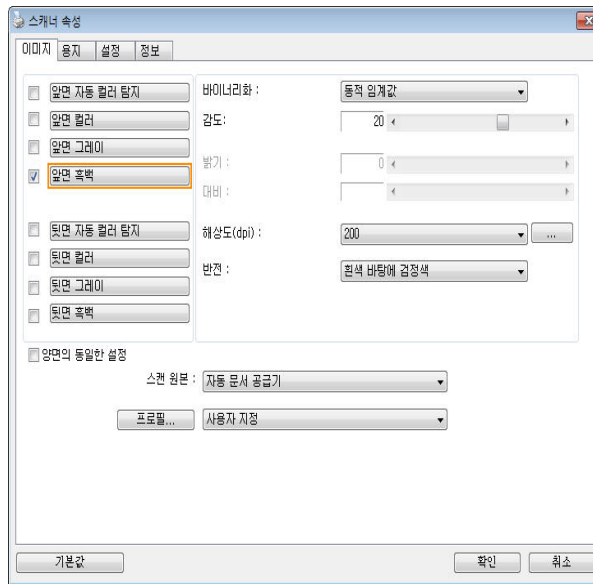 스캐너 속성
이미지 용지 설정 정보
앞면 자동 컬러 탐지
앞면 컬러
앞면 그레이
앞면 흑백
뒷면 자동 컬러 탐지
뒷면 컬러
뒷면 그레이
뒷면 흑백
바이너리화 : 동적 임계값
감도: 20
밝기 : 0
대비 :
해상도(dpi) : 200 ...
반전 : 흰색 바탕에 검정색
양면의 동일한 설정
스캔 원본 : 자동 문서 공급기
프로필... 사용자 지정
기본값 확인 취소